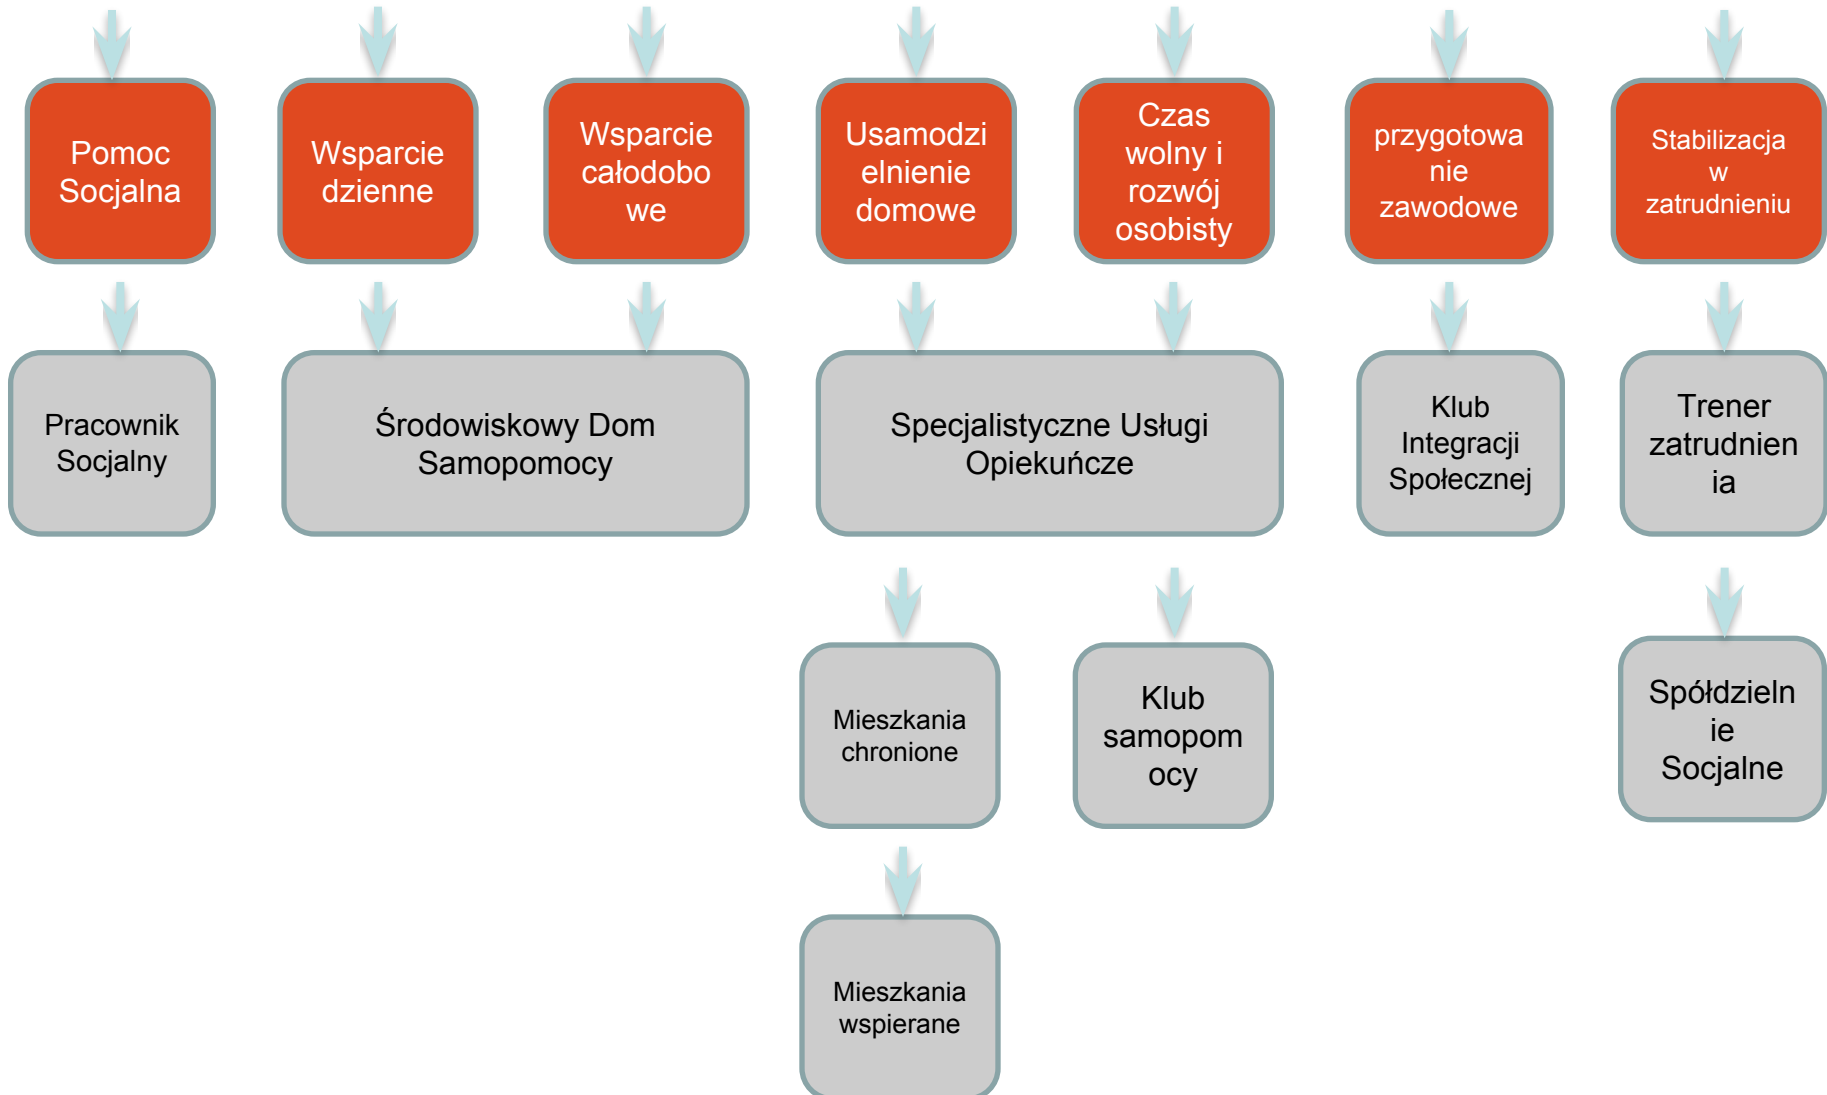 Pomoc
Socjalna
Wsparcie
dzienne
Wsparcie
całodobo
we
Usamodzi
elnienie
domowe
Czas
wolny i
rozwój
osobisty
przygotowa
nie
zawodowe
Stabilizacja
w
zatrudnieniu
Pracownik
Socjalny
Środowiskowy Dom
Samopomocy
Specjalistyczne Usługi
Opiekuńcze
Klub
Integracji
Społecznej
Trener
zatrudnien
ia
Mieszkania
chronione
Klub
samopom
ocy
Spółdzieln
ie
Socjalne
Mieszkania
wspierane